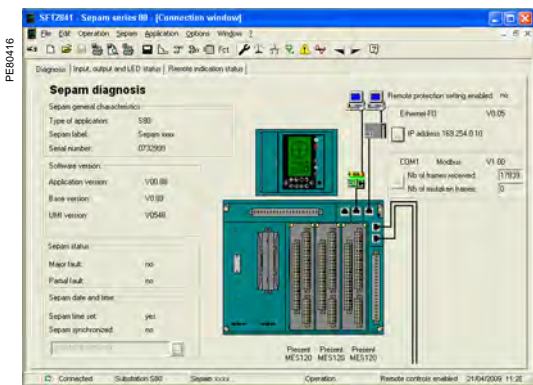 PE80416
SFT2841 - Sepam series 80 - [Connection window]
File Edit Operation Sepam Application Options Window ?
Diagnosis Input, output and LED status Remote indication status
Sepam diagnosis
Sepam general characteristics
Type of application: S80
Sepam label: Sepam xxxx
Serial number: 0732999
Software version:
Application version: V00.88
Base version: V0.88
UMI version: V0548
Sepam status
Major fault: no
Partial fault: no
Sepam date and time
Sepam time set: yes
Sepam synchronized: no
Remote protection setting enabled: no
Ethernet FO V0.05
IP address 169.254.0.10
COM1 Modbus V1.00
Nb of frames received: 17839
Nb of mistaken frames: 0
Present Present Present
MES120 MES120 MES120
Connected Substation S80 Sepam xxxx... Operation Remote controls enabled 21/04/2009 11:2